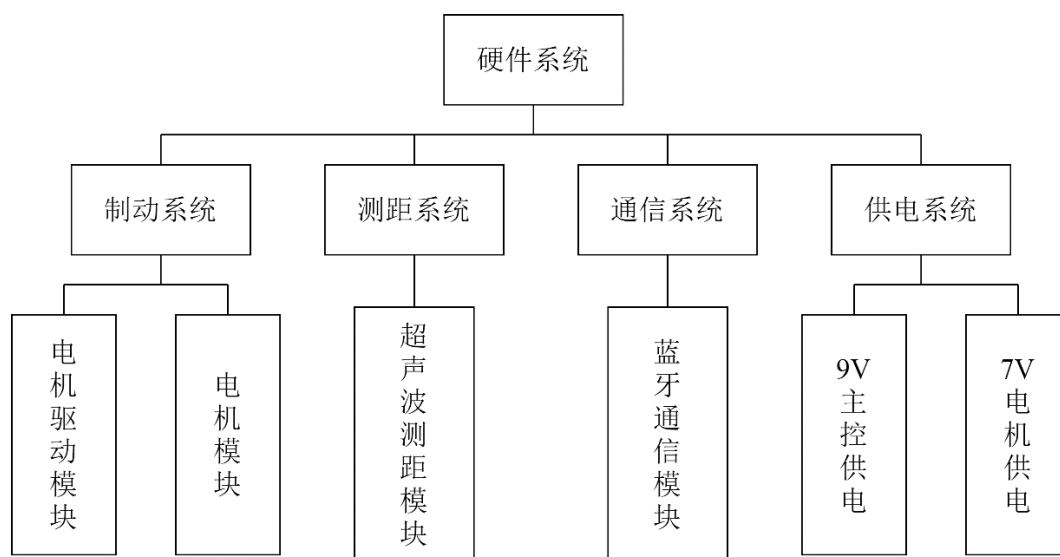 硬件系统
制动系统
测距系统
通信系统
供电系统
电机驱动模块
电机模块
超声波测距模块
蓝牙通信模块
9V主控供电
7V电机供电